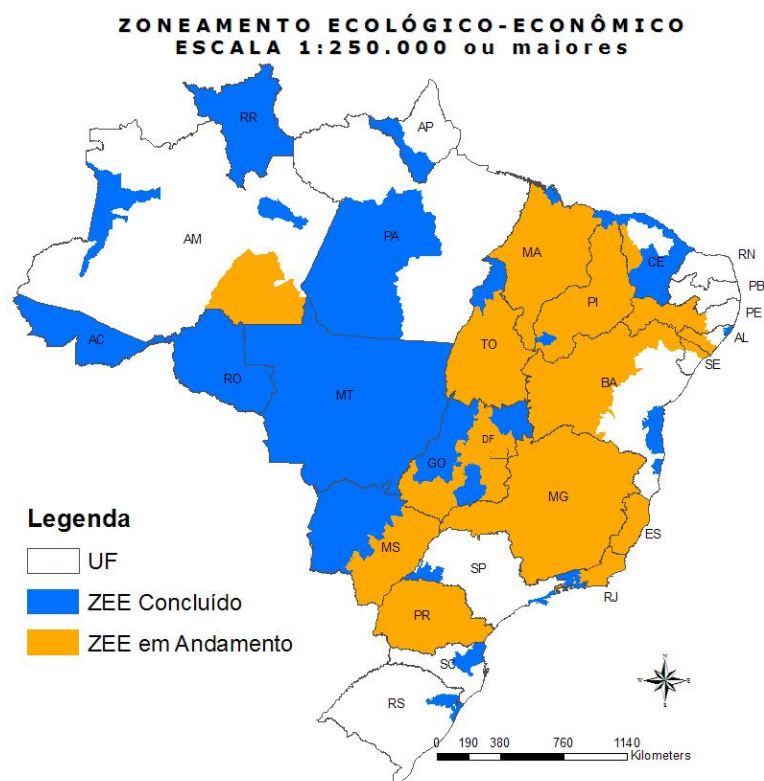 ZONEAMENTO ECOLÓGICO-ECONÔMICO
ESCALA 1:250.000 ou maiores
RR
AP
AM
PA
MA
CE
RN
PB
PE
AL
SE
PI
TO
AC
RO
MT
BA
DF
GO
MG
ES
MS
SP
RJ
PR
SC
RS
Legenda
UF
ZEE Concluído
ZEE em Andamento
N
E
S
0 190 380 760 1140
Kilometers